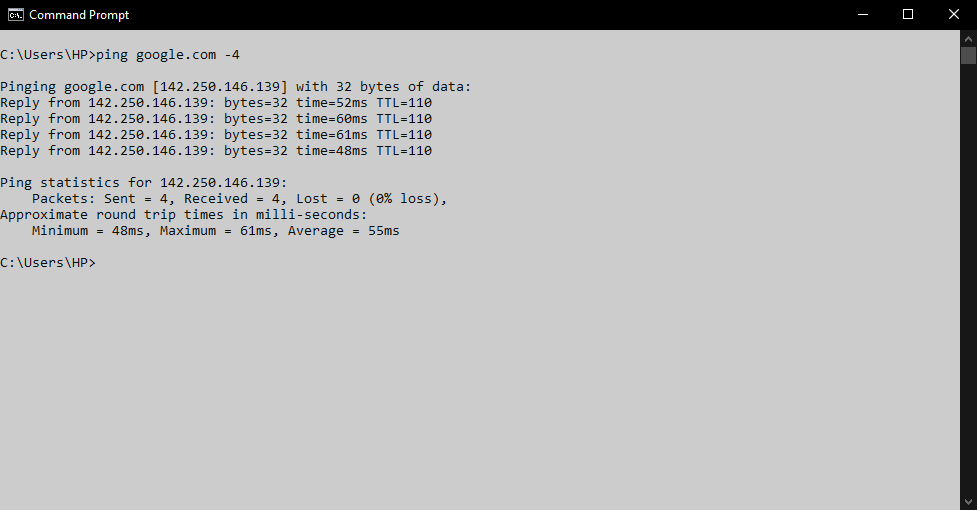 Command Prompt
C:\Users\HP>ping google.com -4
Pinging google.com [142.250.146.139] with 32 bytes of data:
Reply from 142.250.146.139: bytes=32 time=52ms TTL=110
Reply from 142.250.146.139: bytes=32 time=60ms TTL=110
Reply from 142.250.146.139: bytes=32 time=61ms TTL=110
Reply from 142.250.146.139: bytes=32 time=48ms TTL=110
Ping statistics for 142.250.146.139:
    Packets: Sent = 4, Received = 4, Lost = 0 (0% loss),
Approximate round trip times in milli-seconds:
    Minimum = 48ms, Maximum = 61ms, Average = 55ms
C:\Users\HP>